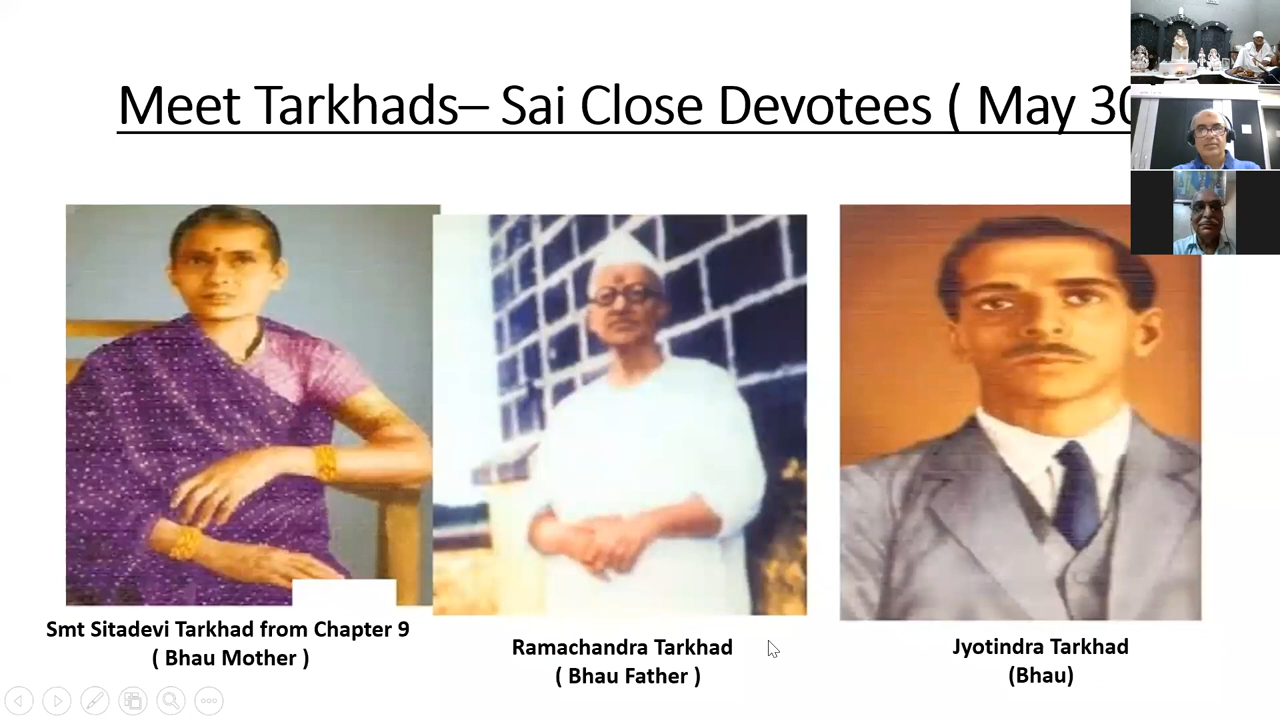 Meet Tarkhads– Sai Close Devotees ( May 30
Smt Sitadevi Tarkhad from Chapter 9
( Bhau Mother )
Ramachandra Tarkhad
( Bhau Father )
Jyotindra Tarkhad
(Bhau)